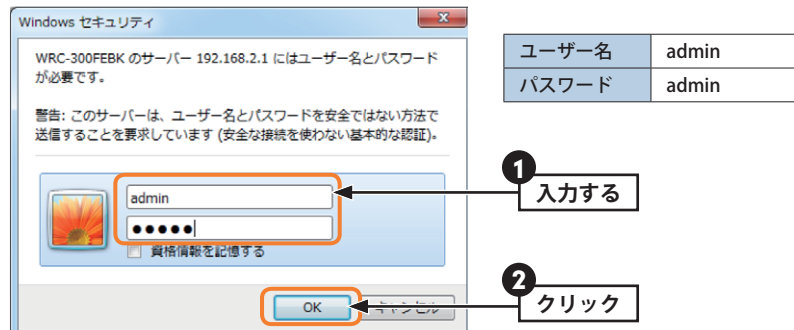 Windows セキュリティ
WRC-300FEBK のサーバー 192.168.2.1 にはユーザー名とパスワード
が必要です。
警告: このサーバーは、ユーザー名とパスワードを安全ではない方法で
送信することを要求しています (安全な接続を使わない基本的な認証)。
admin
●●●●●
資格情報を記憶する
OK
キャンセル
ユーザー名 admin
パスワード admin
1
入力する
2
クリック